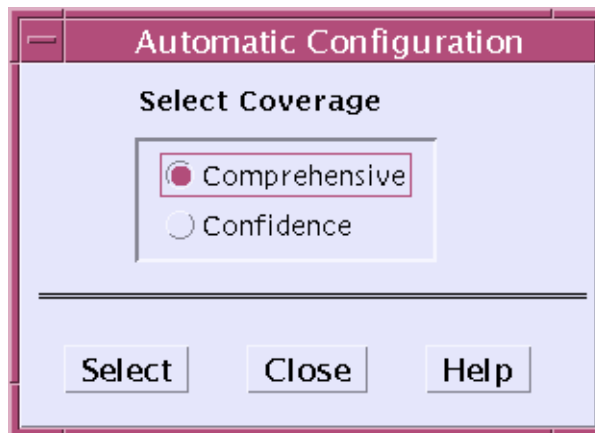 Automatic Configuration
Select Coverage
Comprehensive
Confidence
Select Close Help